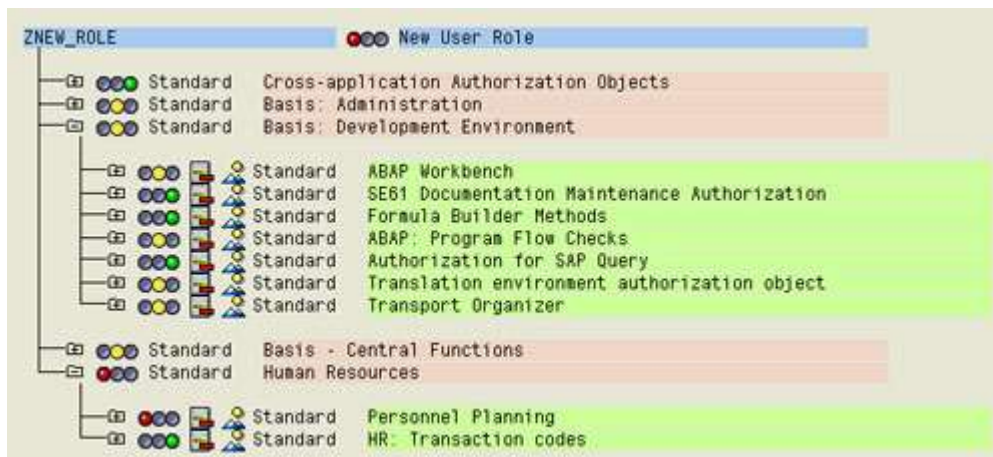 ZNEW_ROLE New User Role
Standard Cross-application Authorization Objects
Standard Basis: Administration
Standard Basis: Development Environment
Standard ABAP Workbench
Standard SE61 Documentation Maintenance Authorization
Standard Formula Builder Methods
Standard ABAP: Program Flow Checks
Standard Authorization for SAP Query
Standard Translation environment authorization object
Standard Transport Organizer
Standard Basis - Central Functions
Standard Human Resources
Standard Personnel Planning
Standard HR: Transaction codes